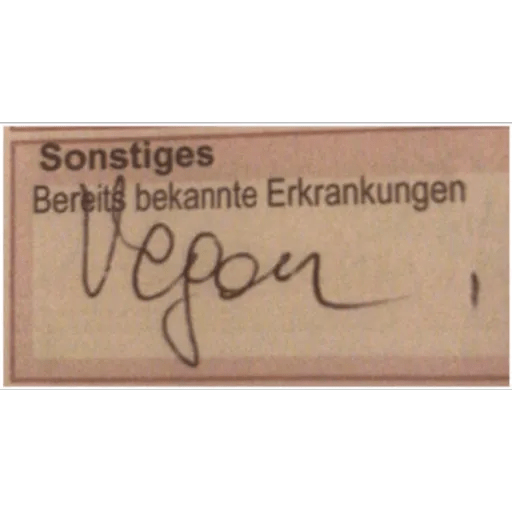 Sonstiges
Bereits bekannte Erkrankungen
Vegan